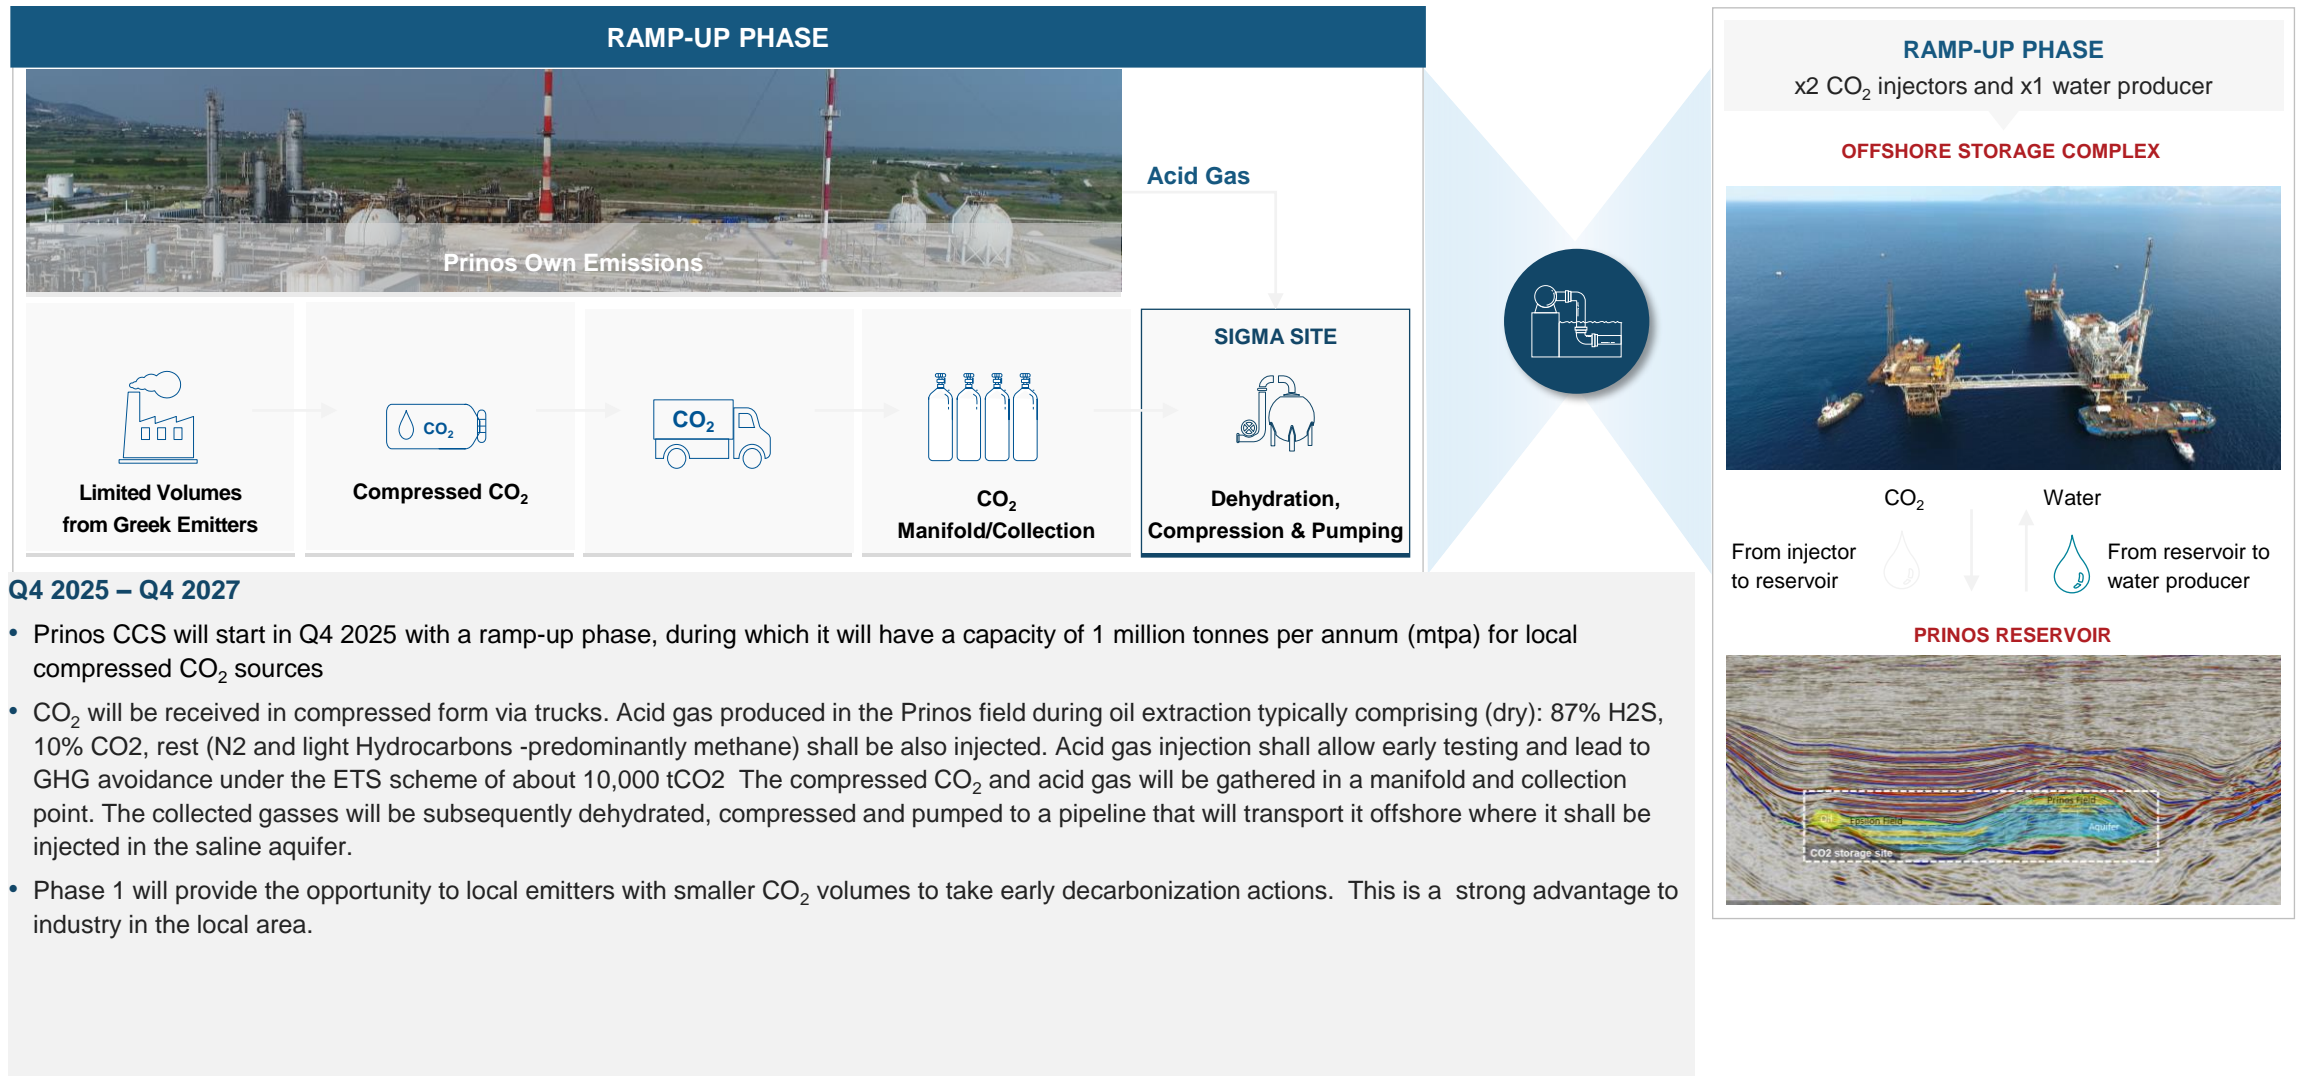 RAMP-UP PHASE
Prinos Own Emissions
Acid Gas
Limited Volumes
from Greek Emitters
CO2
Compressed CO2
CO2
CO2
Manifold/Collection
SIGMA SITE
Dehydration,
Compression & Pumping
RAMP-UP PHASE
x2 CO2 injectors and x1 water producer
OFFSHORE STORAGE COMPLEX
CO2
Water
From injector
to reservoir
From reservoir to
water producer
PRINOS RESERVOIR
Prinos Field
Oil
Epsilon Field
Aquifer
CO2 storage site
Q4 2025 – Q4 2027
• Prinos CCS will start in Q4 2025 with a ramp-up phase, during which it will have a capacity of 1 million tonnes per annum (mtpa) for local
compressed CO2 sources
• CO2 will be received in compressed form via trucks. Acid gas produced in the Prinos field during oil extraction typically comprising (dry): 87% H2S,
10% CO2, rest (N2 and light Hydrocarbons -predominantly methane) shall be also injected. Acid gas injection shall allow early testing and lead to
GHG avoidance under the ETS scheme of about 10,000 tCO2  The compressed CO2 and acid gas will be gathered in a manifold and collection
point. The collected gasses will be subsequently dehydrated, compressed and pumped to a pipeline that will transport it offshore where it shall be
injected in the saline aquifer.
• Phase 1 will provide the opportunity to local emitters with smaller CO2 volumes to take early decarbonization actions.  This is a  strong advantage to
industry in the local area.